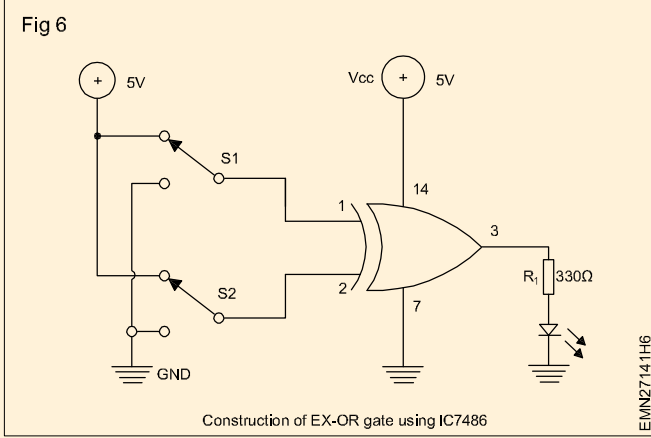 Fig 6
5V
Vcc
5V
S1
14
1
3
2
R1 330Ω
S2
7
GND
Construction of EX-OR gate using IC7486
EMN27141H6